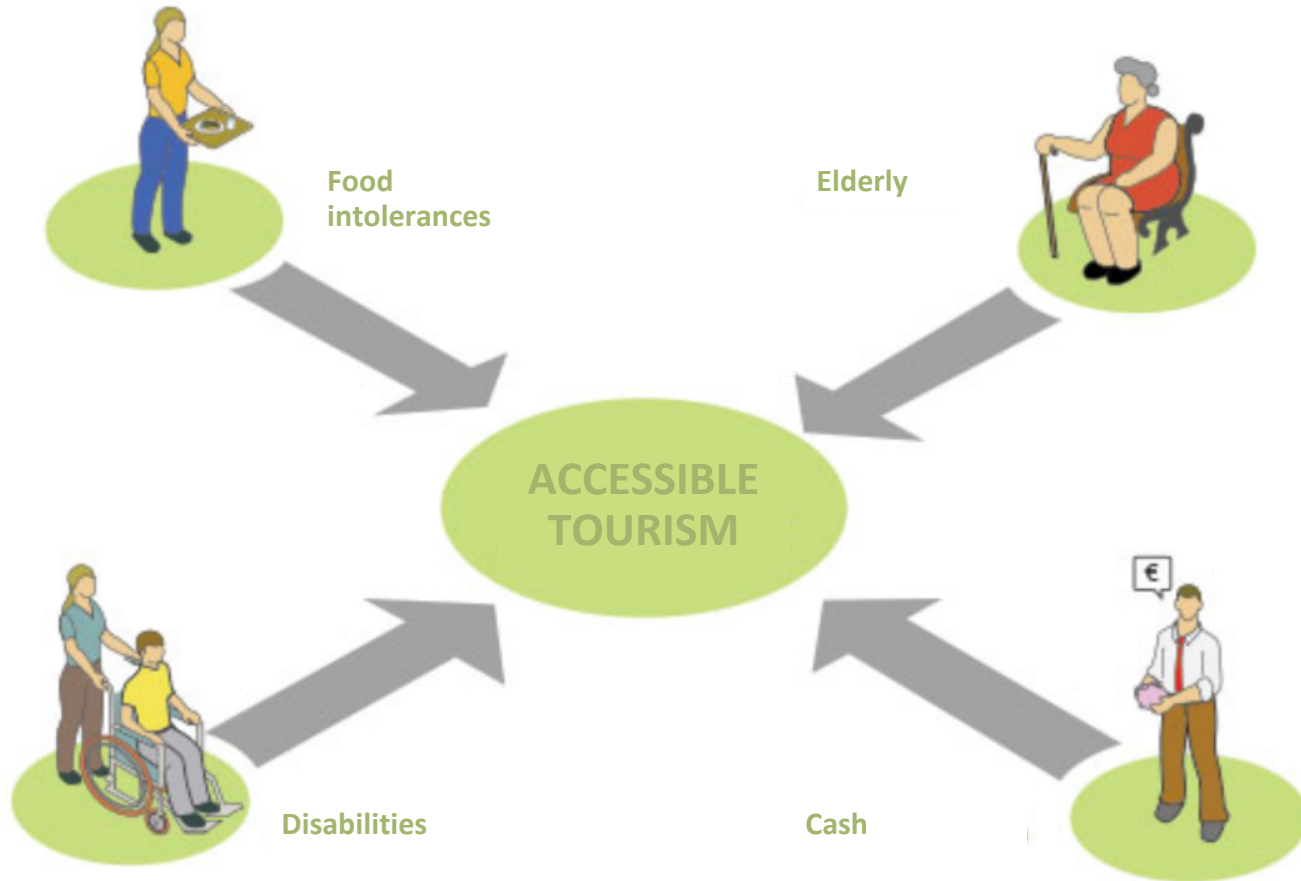 Food
intolerances
Elderly
ACCESSIBLE
TOURISM
€
Disabilities
Cash